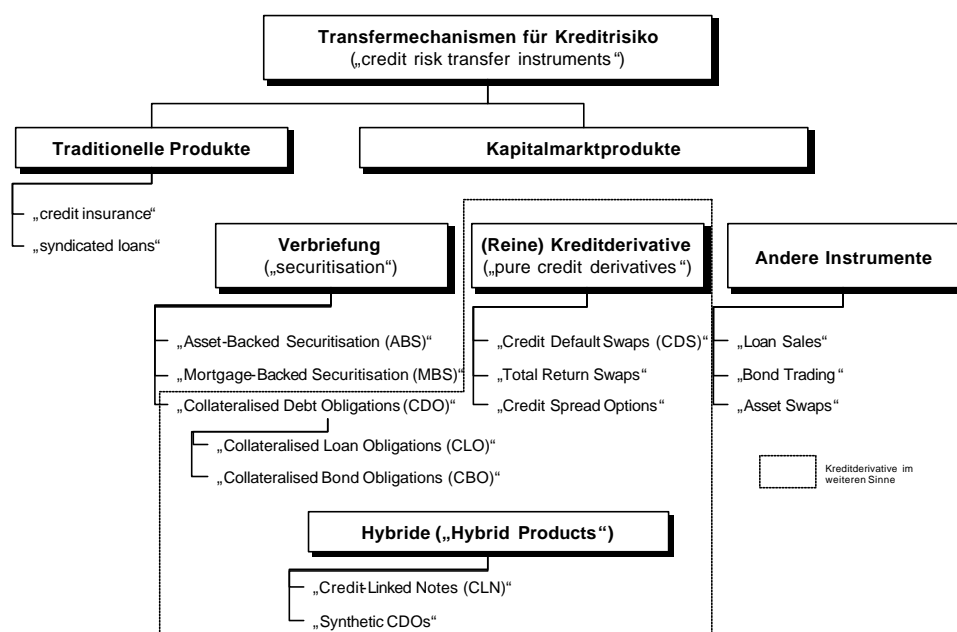 Transfermechanismen für Kreditrisiko
(„credit risk transfer instruments“)
Traditionelle Produkte
Kapitalmarktprodukte
„credit insurance“
„syndicated loans“
Verbriefung
(„securitisation“)
(Reine) Kreditderivative
(„pure credit derivatives“)
Andere Instrumente
„Asset-Backed Securitisation (ABS)“
„Mortgage-Backed Securitisation (MBS)“
„Collateralised Debt Obligations (CDO)“
„Collateralised Loan Obligations (CLO)“
„Collateralised Bond Obligations (CBO)“
„Credit Default Swaps (CDS)“
„Total Return Swaps“
„Credit Spread Options“
„Loan Sales“
„Bond Trading“
„Asset Swaps“
Kreditderivative im
weiteren Sinne
Hybride („Hybrid Products“)
„Credit-Linked Notes (CLN)“
„Synthetic CDOs“